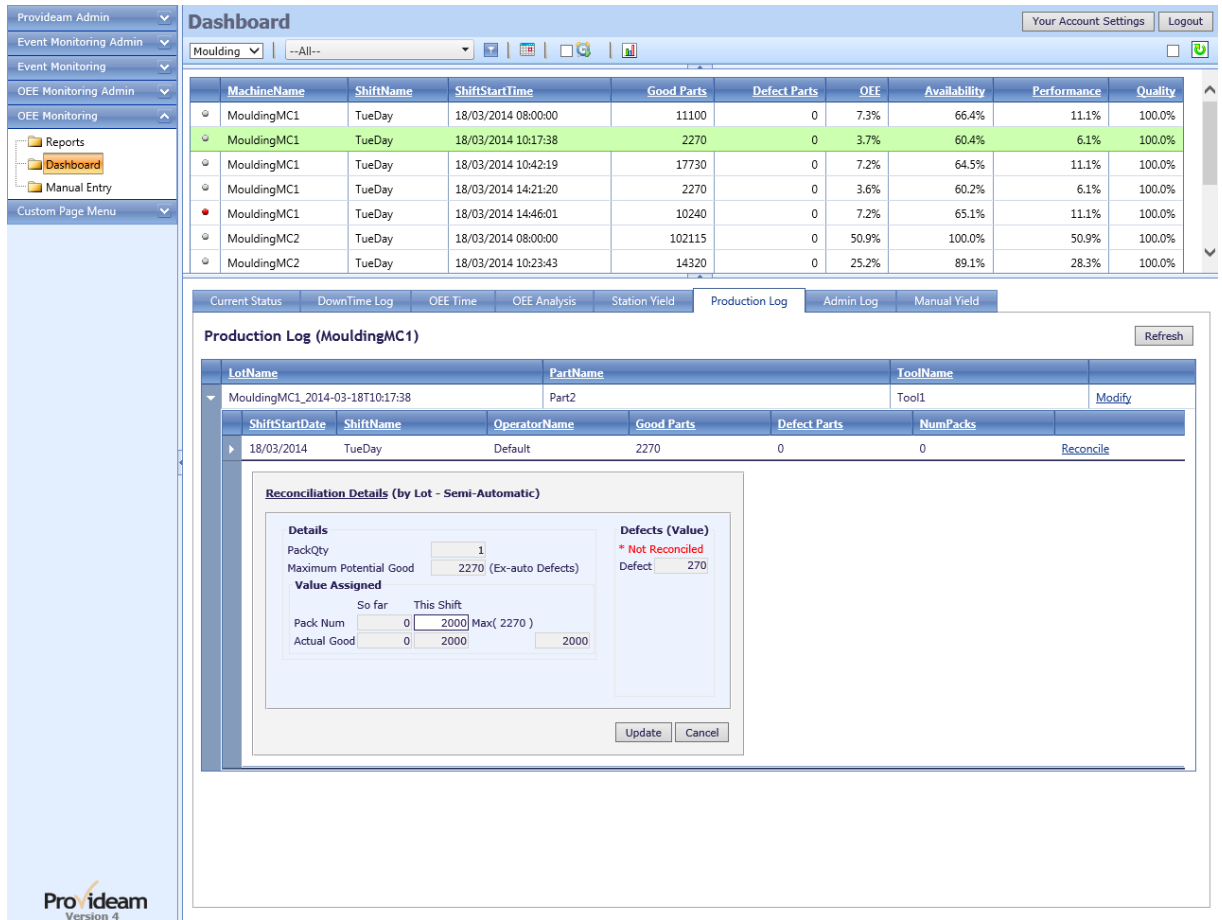 Provideam Admin
Event Monitoring Admin
Event Monitoring
OEE Monitoring Admin
OEE Monitoring
Reports
Dashboard
Manual Entry
Custom Page Menu
Provideam
Version 4
Dashboard
Your Account Settings Logout
Moulding --All--
MachineName ShiftName ShiftStartTime Good Parts Defect Parts OEE Availability Performance Quality
MouldingMC1 TueDay 18/03/2014 08:00:00 11100 0 7.3% 66.4% 11.1% 100.0%
MouldingMC1 TueDay 18/03/2014 10:17:38 2270 0 3.7% 60.4% 6.1% 100.0%
MouldingMC1 TueDay 18/03/2014 10:42:19 17730 0 7.2% 64.5% 11.1% 100.0%
MouldingMC1 TueDay 18/03/2014 14:21:20 2270 0 3.6% 60.2% 6.1% 100.0%
MouldingMC1 TueDay 18/03/2014 14:46:01 10240 0 7.2% 65.1% 11.1% 100.0%
MouldingMC2 TueDay 18/03/2014 08:00:00 102115 0 50.9% 100.0% 50.9% 100.0%
MouldingMC2 TueDay 18/03/2014 10:23:43 14320 0 25.2% 89.1% 28.3% 100.0%
Current Status DownTime Log OEE Time OEE Analysis Station Yield Production Log Admin Log Manual Yield
Production Log (MouldingMC1) Refresh
LotName PartName ToolName
MouldingMC1_2014-03-18T10:17:38 Part2 Tool1 Modify
ShiftStartDate ShiftName OperatorName Good Parts Defect Parts NumPacks
18/03/2014 TueDay Default 2270 0 0 Reconcile
Reconciliation Details (by Lot - Semi-Automatic)
Details
PackQty 1
Maximum Potential Good 2270 (Ex-auto Defects)
Value Assigned
So far This Shift
Pack Num 0 2000 Max( 2270 )
Actual Good 0 2000 2000
Defects (Value)
* Not Reconciled
Defect 270
Update Cancel